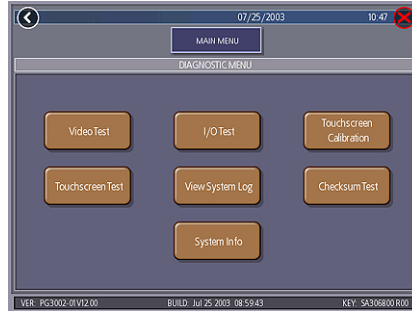 07/25/2003 10:47
MAIN MENU
DIAGNOSTIC MENU
Video Test I/O Test Touchscreen Calibration
Touchscreen Test View System Log Checksum Test
System Info
VER: PG3002-01V12.00 BUILD: Jul 25 2003 08:59:43 KEY: SA306800 R00